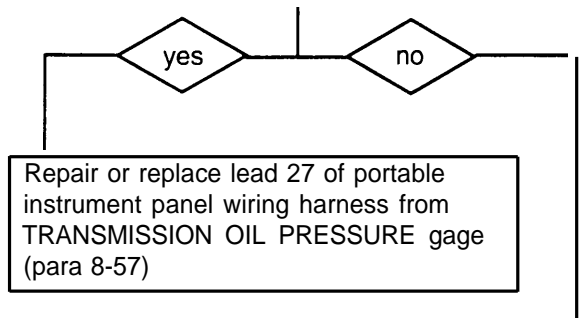 yes
no
Repair or replace lead 27 of portable
instrument panel wiring harness from
TRANSMISSION OIL PRESSURE gage
(para 8-57)